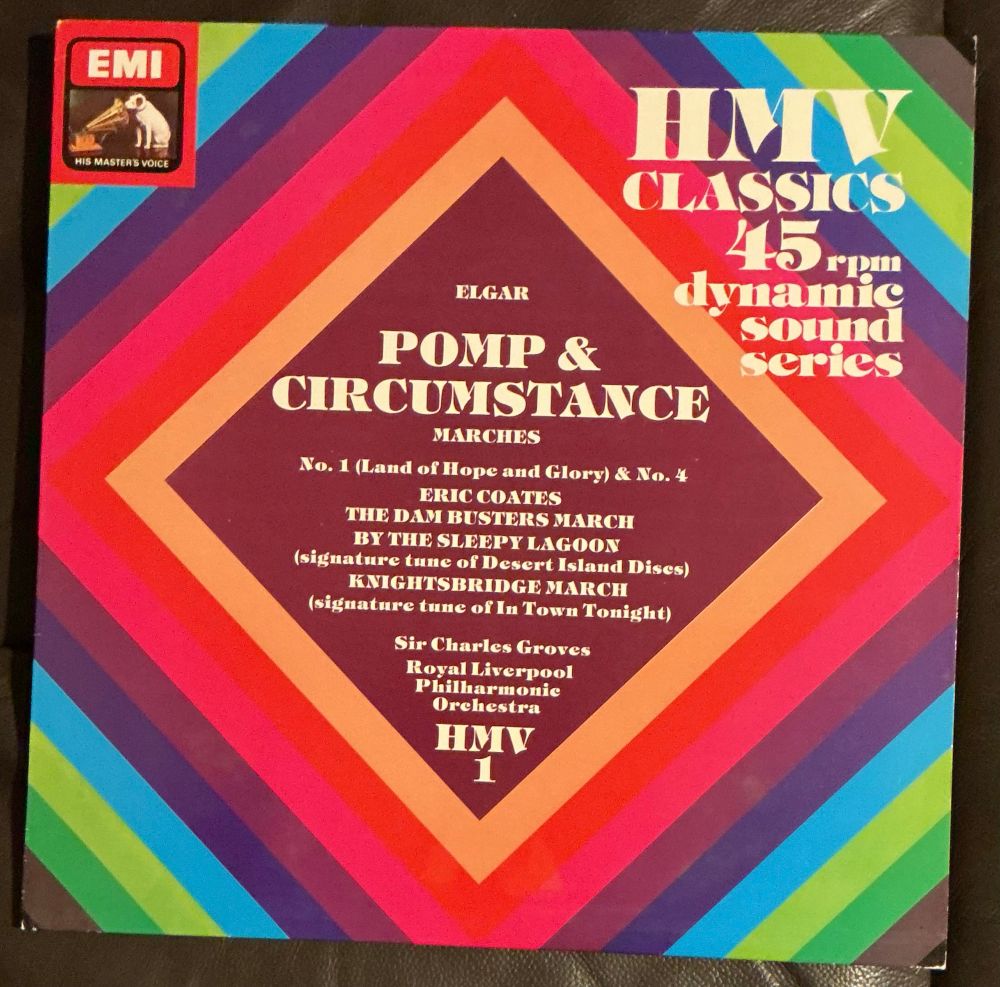 EMI
HIS MASTER'S VOICE
HMV
CLASSICS
45 rpm
dynamic
sound
series
ELGAR
POMP &
CIRCUMSTANCE
MARCHES
No. 1 (Land of Hope and Glory) & No. 4
ERIC COATES
THE DAM BUSTERS MARCH
BY THE SLEEPY LAGOON
(signature tune of Desert Island Discs)
KNIGHTSBRIDGE MARCH
(signature tune of In Town Tonight)
Sir Charles Groves
Royal Liverpool
Philharmonic
Orchestra
HMV
1